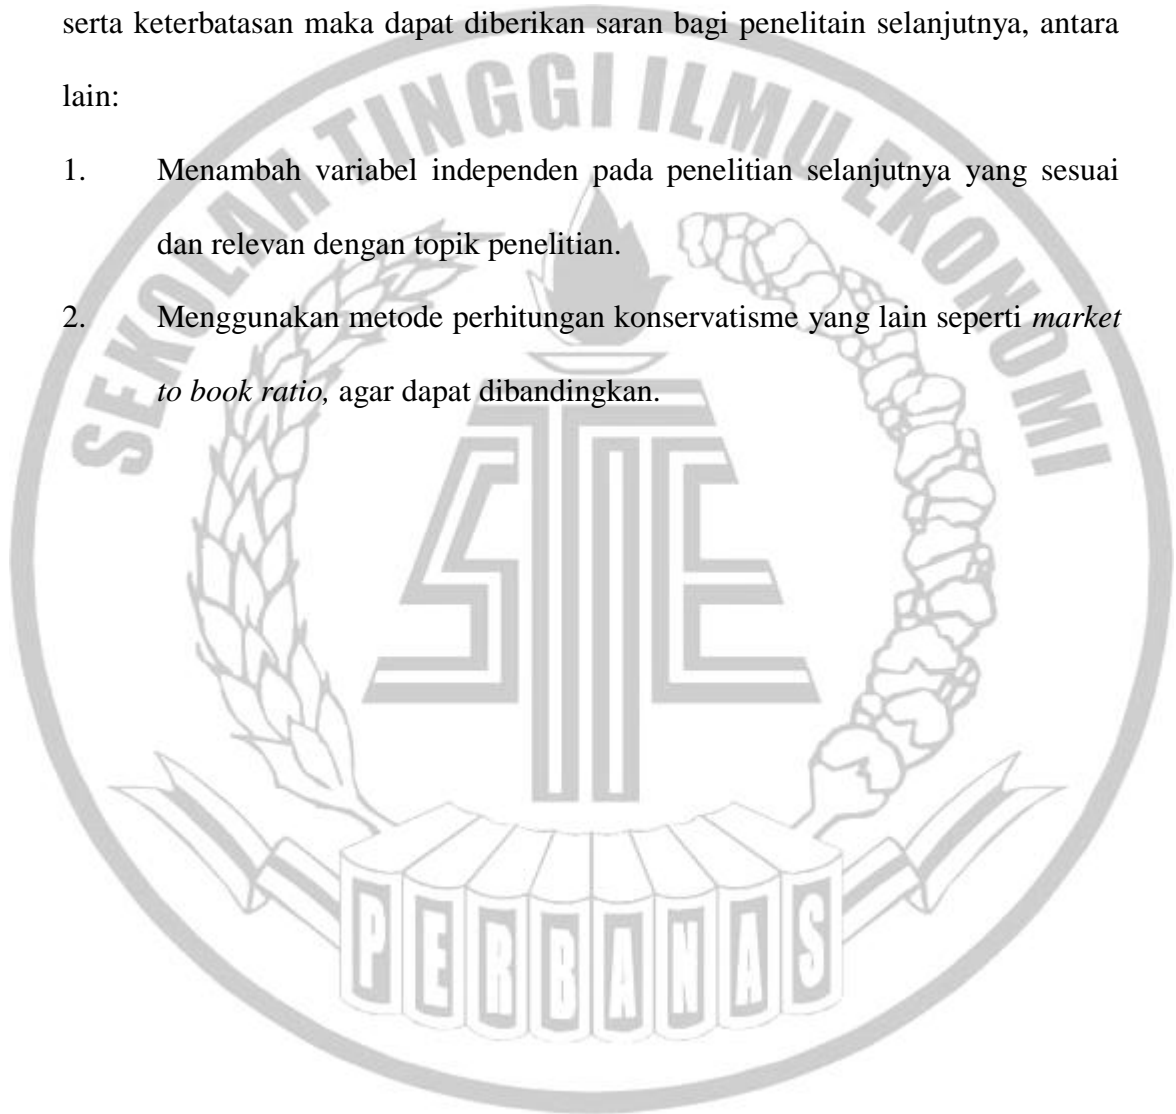 serta keterbatasan maka dapat diberikan saran bagi penelitain selanjutnya, antara
lain:
1. Menambah variabel independen pada penelitian selanjutnya yang sesuai
dan relevan dengan topik penelitian.
2. Menggunakan metode perhitungan konservatisme yang lain seperti market
to book ratio, agar dapat dibandingkan.
SEKOLAH TINGGI ILMU EKONOMI
STIE
PERBANAS